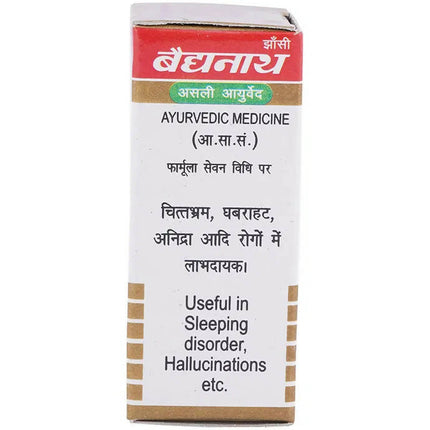 झाँसी
बैद्यनाथ
असली आयुर्वेद
AYURVEDIC MEDICINE
(आ.सा.सं.)
फार्मूला सेवन विधि पर
चित्तभ्रम, घबराहट,
अनिद्रा आदि रोगों में
लाभदायक।
Useful in
Sleeping
disorder,
Hallucinations
etc.